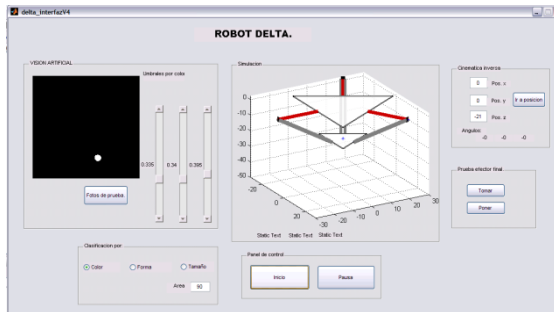 delta_interfazV4
ROBOT DELTA.
VISION ARTIFICIAL
Umbrales por color
0.335
0.34
0.395
Fotos de prueba
Simulacion
0
-10
-20
-30
-40
-50
-20
0
20
-30
-20
-10
0
10
20
30
Static Text Static Text Static Text
Cinematica inversa
0 Pos. x
0 Pos. y
Ir a posicion
-21 Pos. z
Angulos:
-0 -0 -0
Prueba efector final
Tomar
Poner
Clasificacion por
Color Forma Tamaño
Area 90
Panel de control
Inicio Pausa